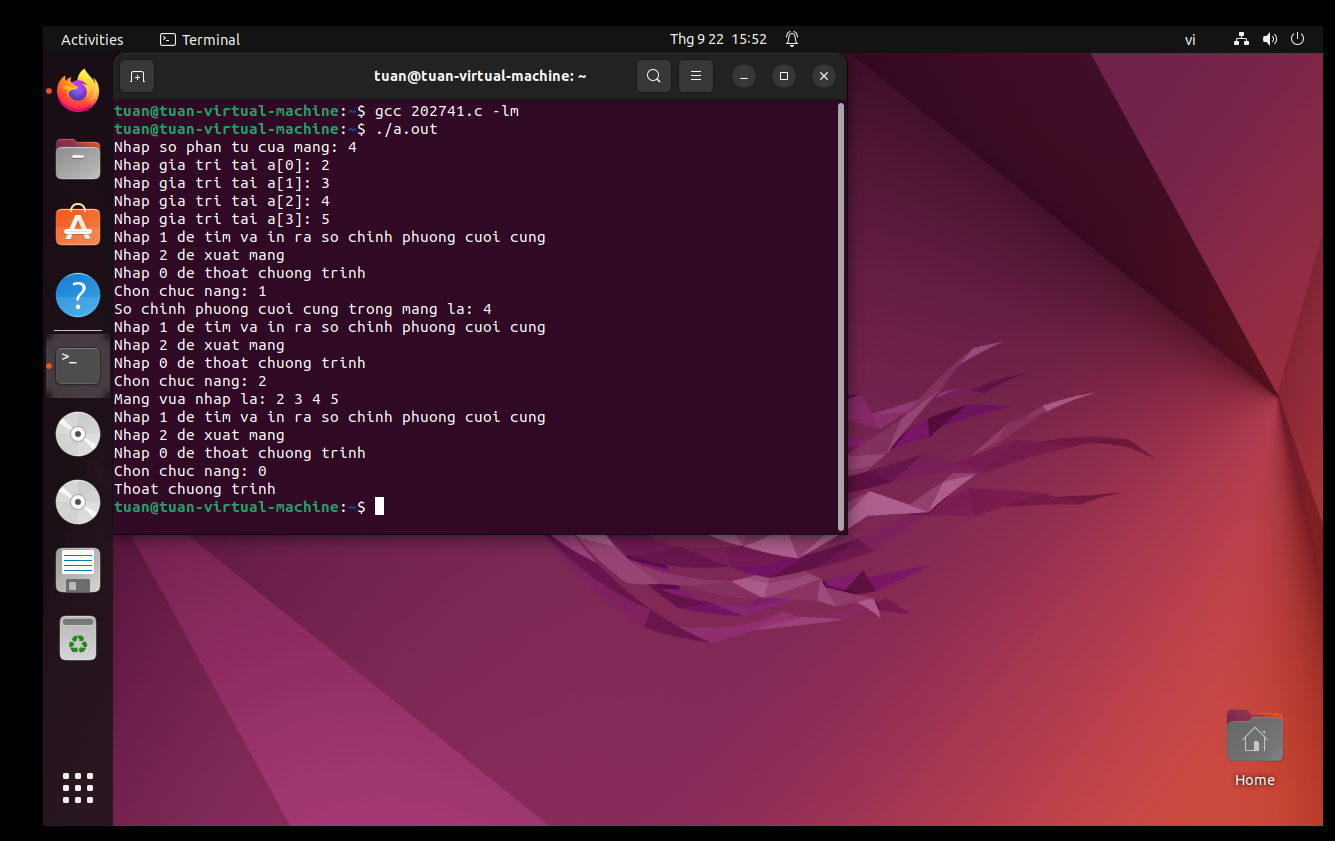 Activities Terminal Thg 9 22 15:52 vi
tuan@tuan-virtual-machine: ~
tuan@tuan-virtual-machine:~$ gcc 202741.c -lm
tuan@tuan-virtual-machine:~$ ./a.out
Nhap so phan tu cua mang: 4
Nhap gia tri tai a[0]: 2
Nhap gia tri tai a[1]: 3
Nhap gia tri tai a[2]: 4
Nhap gia tri tai a[3]: 5
Nhap 1 de tim va in ra so chinh phuong cuoi cung
Nhap 2 de xuat mang
Nhap 0 de thoat chuong trinh
Chon chuc nang: 1
So chinh phuong cuoi cung trong mang la: 4
Nhap 1 de tim va in ra so chinh phuong cuoi cung
Nhap 2 de xuat mang
Nhap 0 de thoat chuong trinh
Chon chuc nang: 2
Mang vua nhap la: 2 3 4 5
Nhap 1 de tim va in ra so chinh phuong cuoi cung
Nhap 2 de xuat mang
Nhap 0 de thoat chuong trinh
Chon chuc nang: 0
Thoat chuong trinh
tuan@tuan-virtual-machine:~$
Home